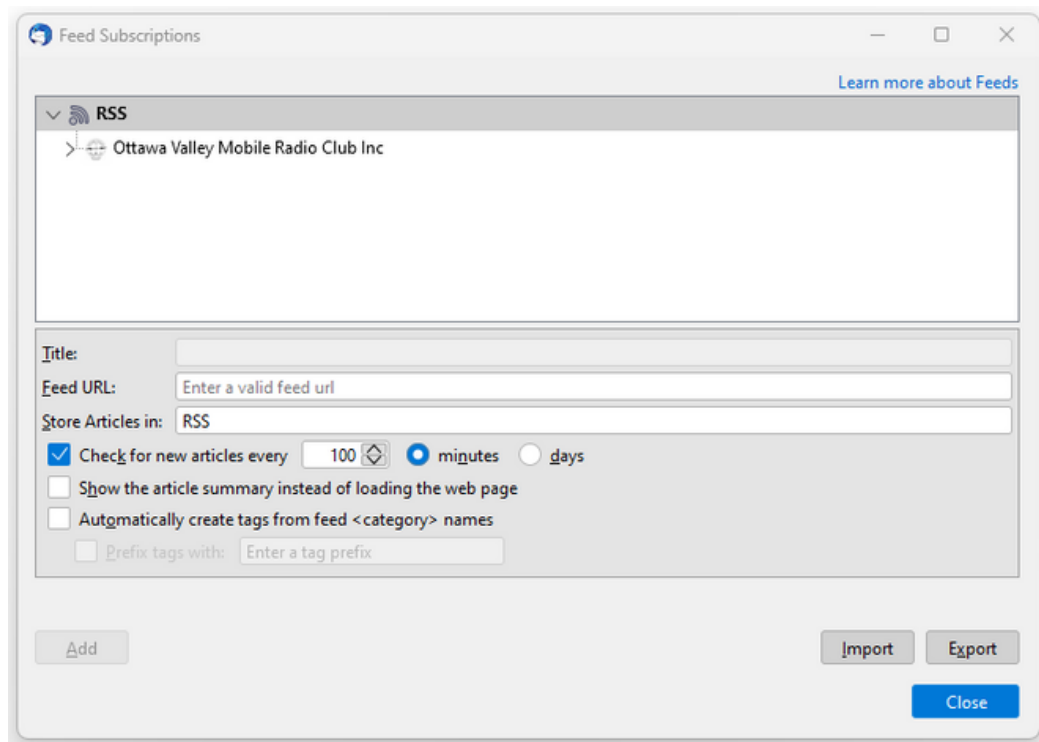 Feed Subscriptions
Learn more about Feeds
RSS
Ottawa Valley Mobile Radio Club Inc
Title:
Feed URL: Enter a valid feed url
Store Articles in: RSS
Check for new articles every 100 minutes days
Show the article summary instead of loading the web page
Automatically create tags from feed <category> names
Prefix tags with: Enter a tag prefix
Add Import Export
Close